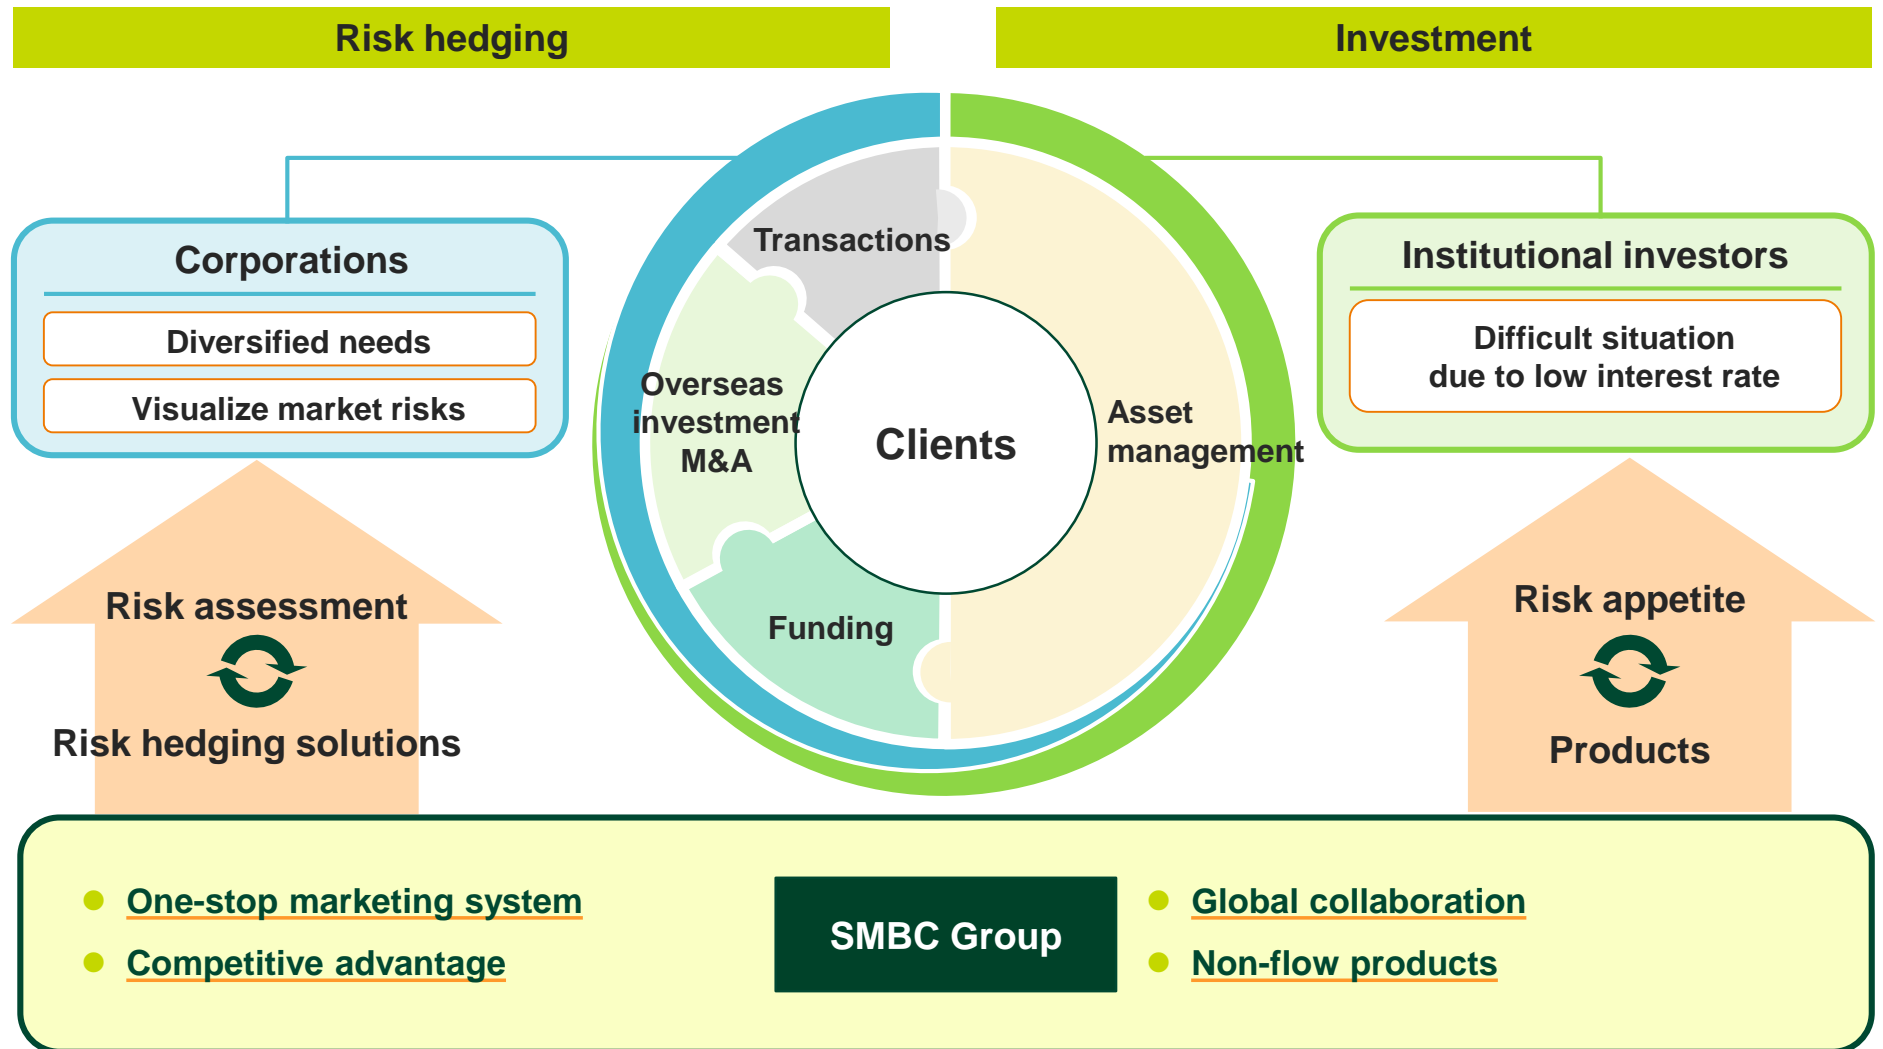 Risk hedging
Investment
Corporations
Diversified needs
Visualize market risks
Transactions
Overseas
investment
M&A
Funding
Clients
Asset
management
Institutional investors
Difficult situation
due to low interest rate
Risk assessment
Risk hedging solutions
Risk appetite
Products
One-stop marketing system
Competitive advantage
SMBC Group
Global collaboration
Non-flow products